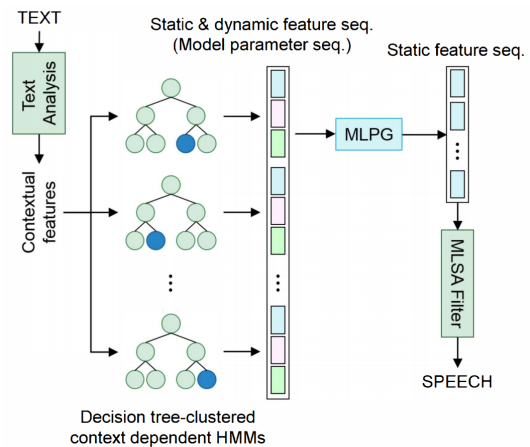 TEXT
Text
Analysis
Contextual
features
Static & dynamic feature seq.
(Model parameter seq.)
Decision tree-clustered
context dependent HMMs
MLPG
Static feature seq.
MLSA Filter
SPEECH